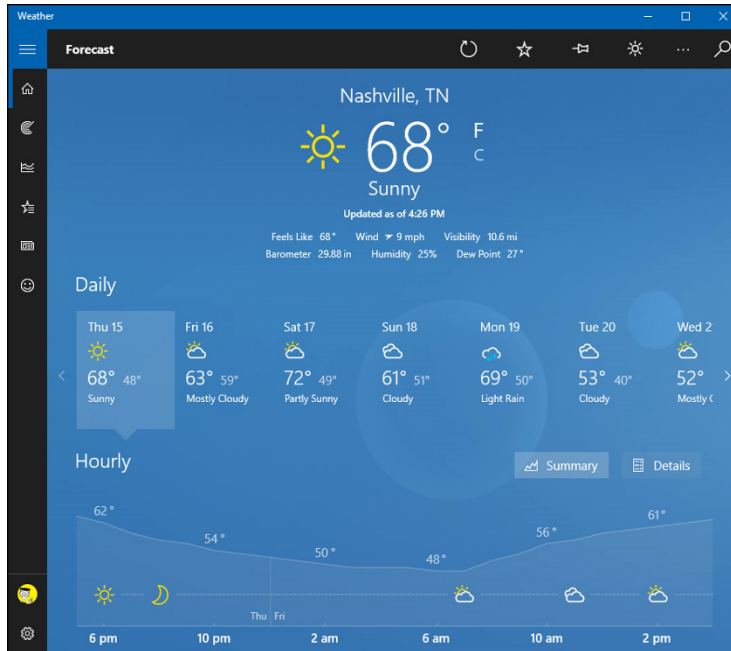 Weather
Forecast
Nashville, TN
68° F
C
Sunny
Updated as of 4:26 PM
Feels Like 68° Wind 9 mph Visibility 10.6 mi
Barometer 29.88 in Humidity 25% Dew Point 27°
Daily
Thu 15 Fri 16 Sat 17 Sun 18 Mon 19 Tue 20 Wed 2
68° 48° 63° 59° 72° 49° 61° 51° 69° 50° 53° 40° 52°
Sunny Mostly Cloudy Partly Sunny Cloudy Light Rain Cloudy Mostly
Hourly Summary Details
62° 54° 50° 48° 56° 61°
Thu Fri
6 pm 10 pm 2 am 6 am 10 am 2 pm